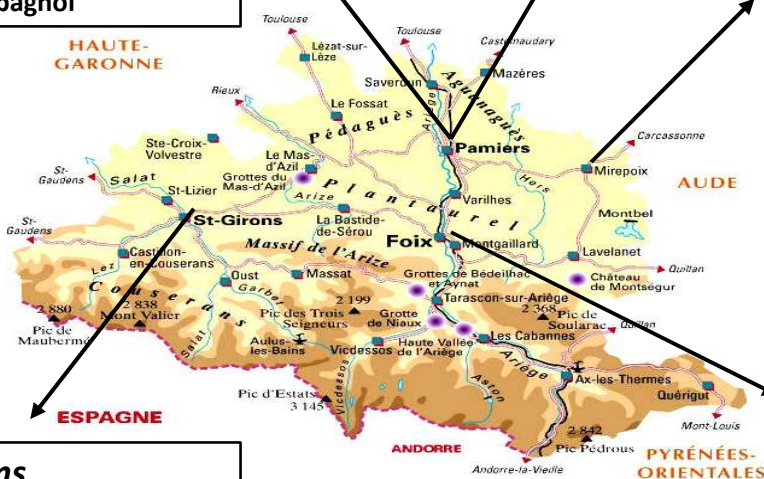 pagnol
HAUTE-
GARONNE
Toulouse
Toulouse
Castelnaudary
Lézat-sur-
Lèze
Saverdun
Mazères
Aguanaguès
Rieux
Le Fossat
Pédaguès
Ariège
Ste-Croix-
Volvestre
Pamiers
Carcassonne
Le Mas-
d'Azil
Mirepoix
St-
Gaudens
Salat
Grottes du
Mas-d'Azil
Plantaurel
Hers
AUDE
St-Lizier
Arize
Varilhes
St-
Gaudens
St-Girons
La Bastide-
de-Sérou
Montbel
Foix
Montgaillard
Massif de l'Arize
Lavelanet
Castillon-
en-Couserans
Lez
Oust
Massat
Grottes de Bédeilhac
et Aynat
Quillan
Château
de Montségur
Couserans
Garbet
2 880
Pic de
Maubermé
2 838
Mont Valier
2 199
Pic des Trois
Seigneurs
Tarascon-sur-Ariège
2 368
Pic de
Soularac
Grotte
de Niaux
Quillan
Salat
Aulus-
les-Bains
Vicdessos
Haute Vallée
de l'Ariège
Les Cabannes
Ariège
Vicdessos
Aston
Ax-les-Thermes
Quérigut
Pic d'Estats
3 145
ESPAGNE
Mont-Louis
2 842
Pic Pédrous
ANDORRE
PYRÉNÉES-
ORIENTALES
Andorre-la-Vieille
ns